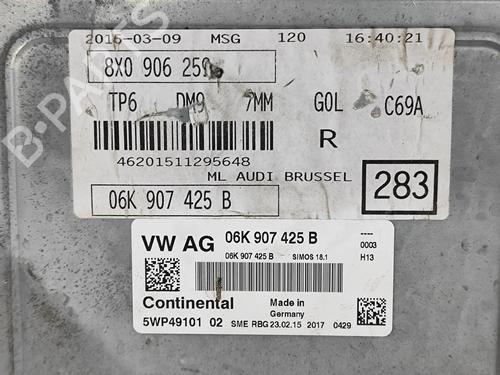 2015-03-09 MSG 120 16:40:21
8X0 906 259
TP6 DM9 7MM G0L C69A
R
46201511295648
ML AUDI BRUSSEL
283
06K 907 425 B
VW AG 06K 907 425 B
06K 907 425 B SIMOS 18.1
----
0003
H13
Continental Made in
Germany
5WP49101 02 SME RBG 23.02.15 2017 0429
B-PARTS